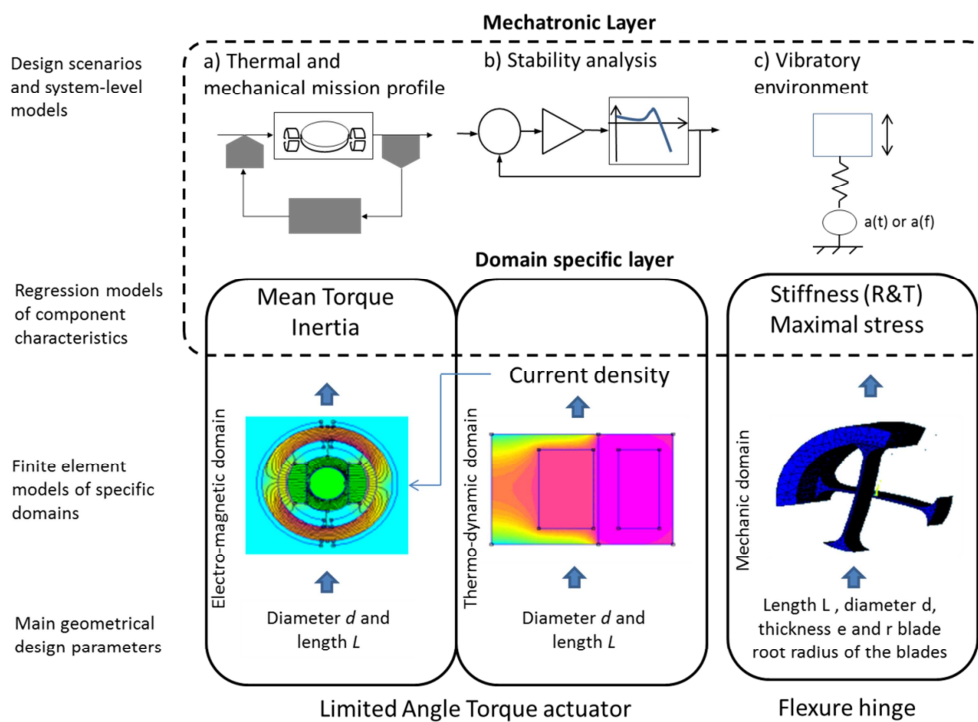 Mechatronic Layer
Design scenarios
and system-level
models
a) Thermal and
mechanical mission profile
b) Stability analysis
c) Vibratory
environment
a(t) or a(f)
Domain specific layer
Regression models
of component
characteristics
Mean Torque
Inertia
Stiffness (R&T)
Maximal stress
Current density
Finite element
models of specific
domains
Electro-magnetic domain
Thermo-dynamic domain
Mechanic domain
Main geometrical
design parameters
Diameter d and
length L
Diameter d and
length L
Length L , diameter d,
thickness e and r blade
root radius of the blades
Limited Angle Torque actuator
Flexure hinge